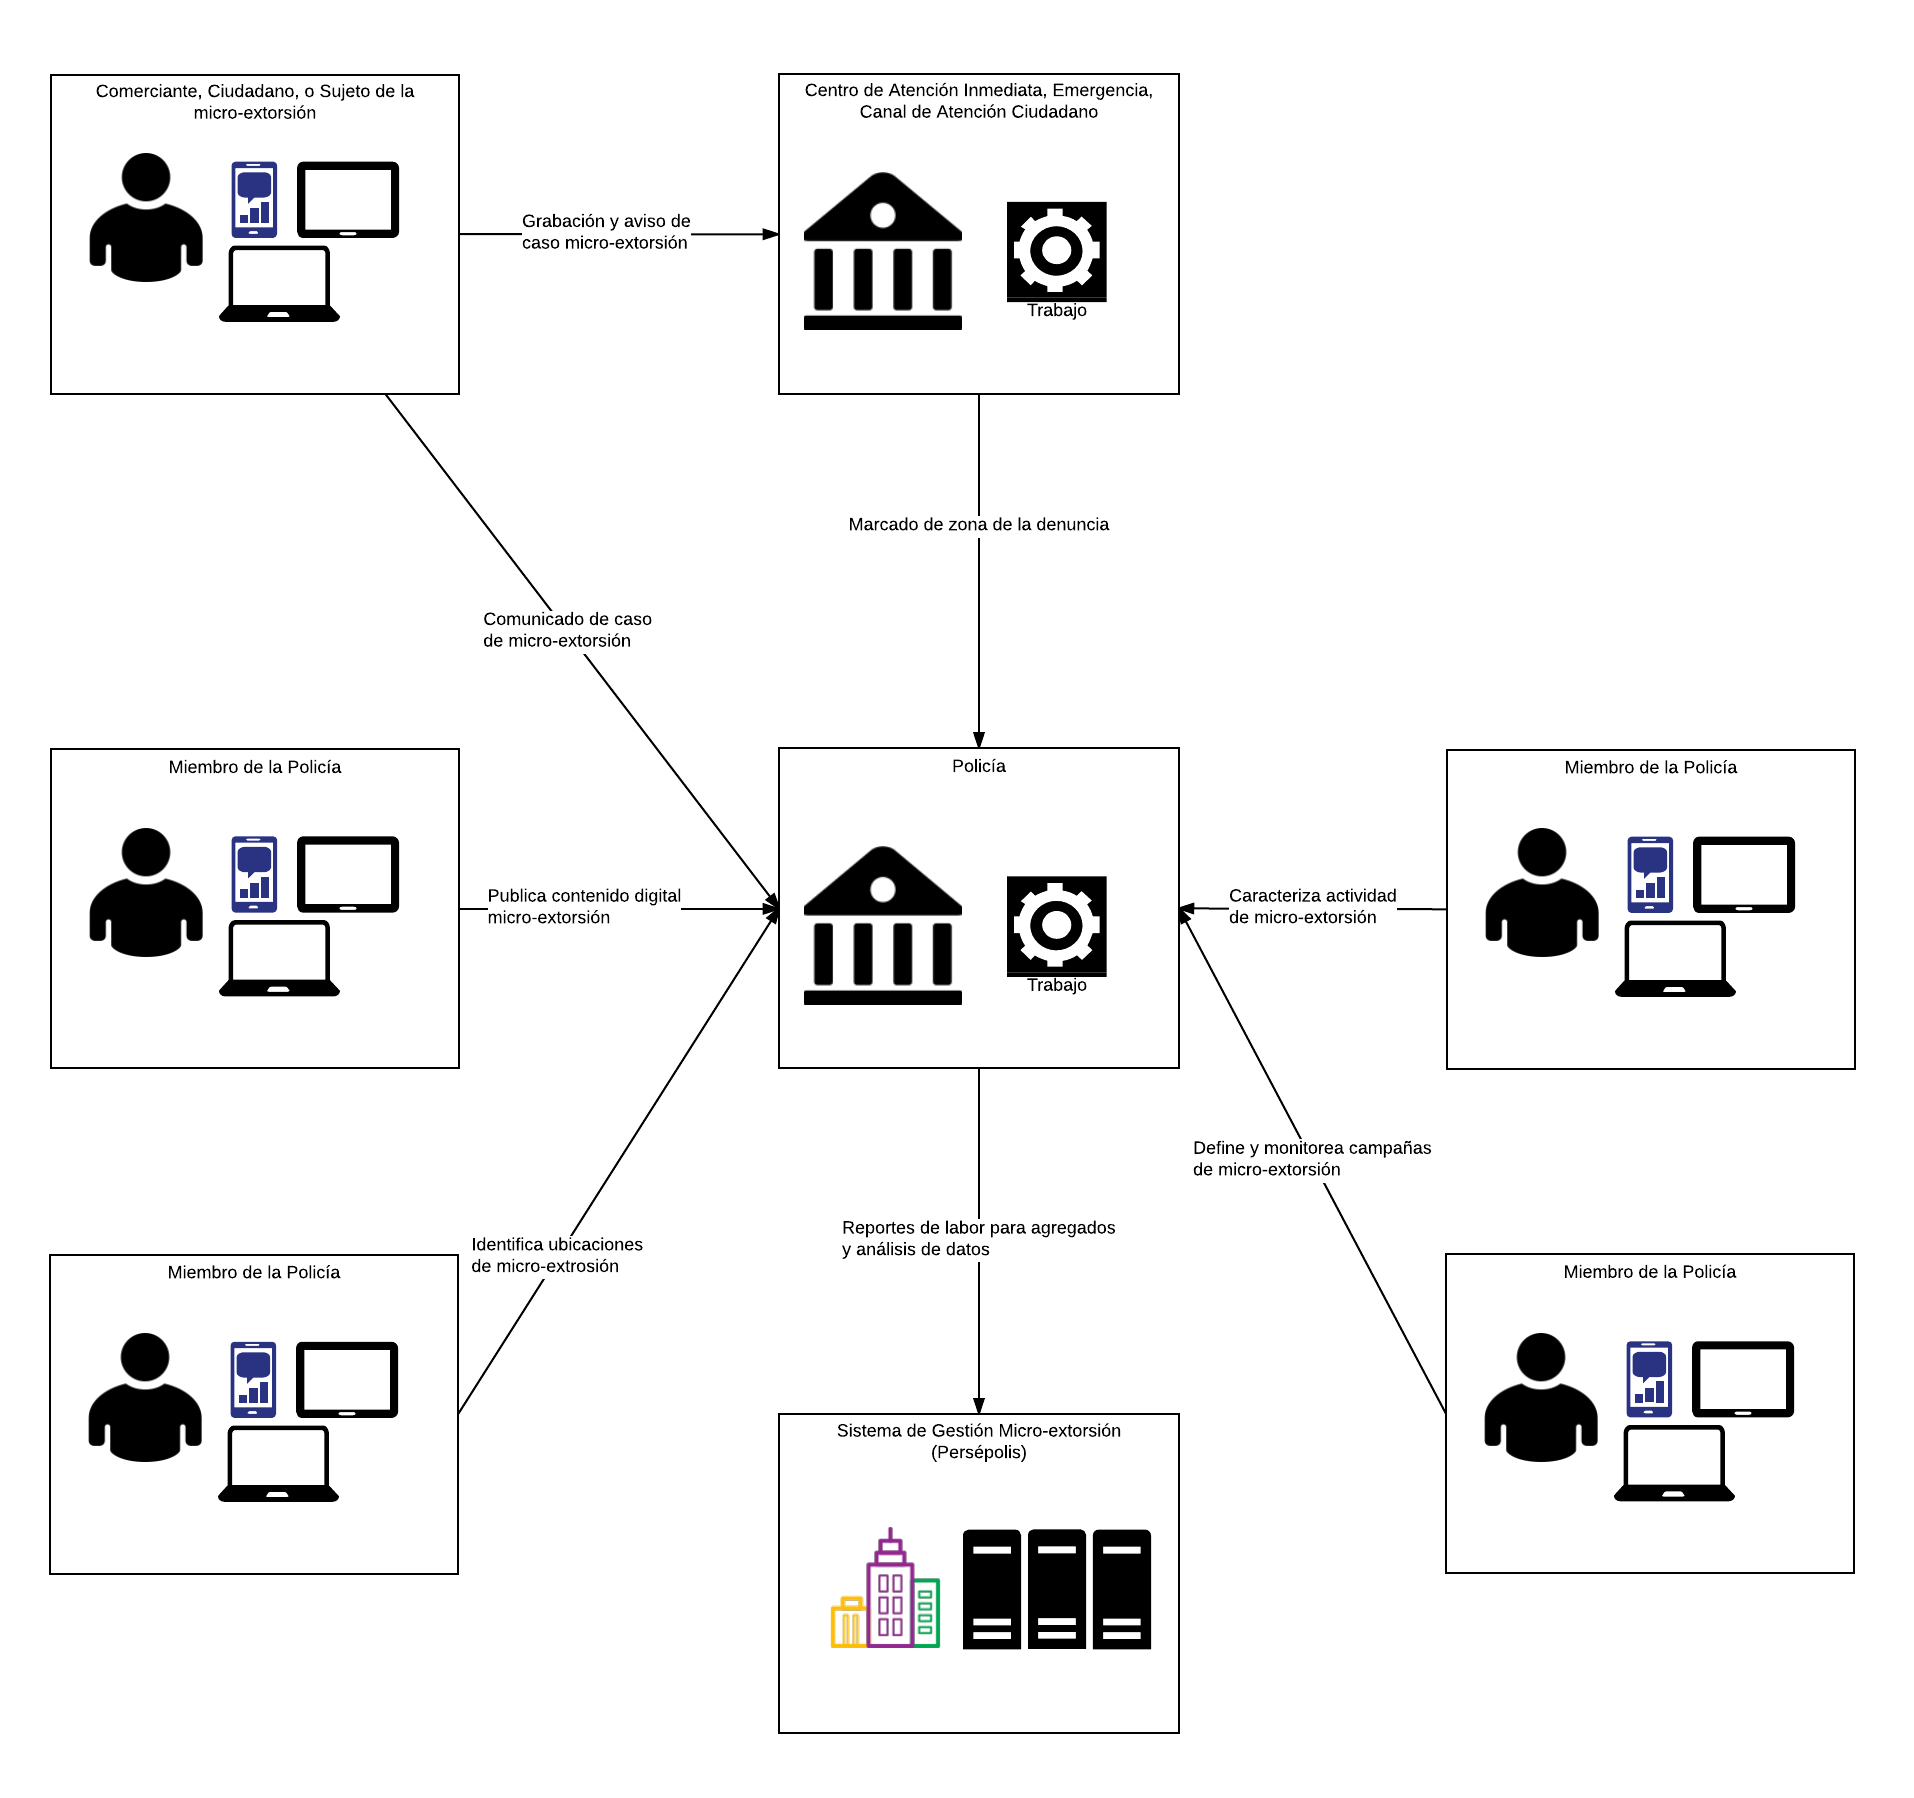 Comerciante, Ciudadano, o Sujeto de la
micro-extorsión
Centro de Atención Inmediata, Emergencia,
Canal de Atención Ciudadano
Grabación y aviso de
caso micro-extorsión
Trabajo
Marcado de zona de la denuncia
Comunicado de caso
de micro-extorsión
Miembro de la Policía
Policía
Miembro de la Policía
Publica contenido digital
micro-extorsión
Caracteriza actividad
de micro-extorsión
Trabajo
Define y monitorea campañas
de micro-extorsión
Reportes de labor para agregados
y análisis de datos
Identifica ubicaciones
de micro-extrosión
Miembro de la Policía
Miembro de la Policía
Sistema de Gestión Micro-extorsión
(Persépolis)